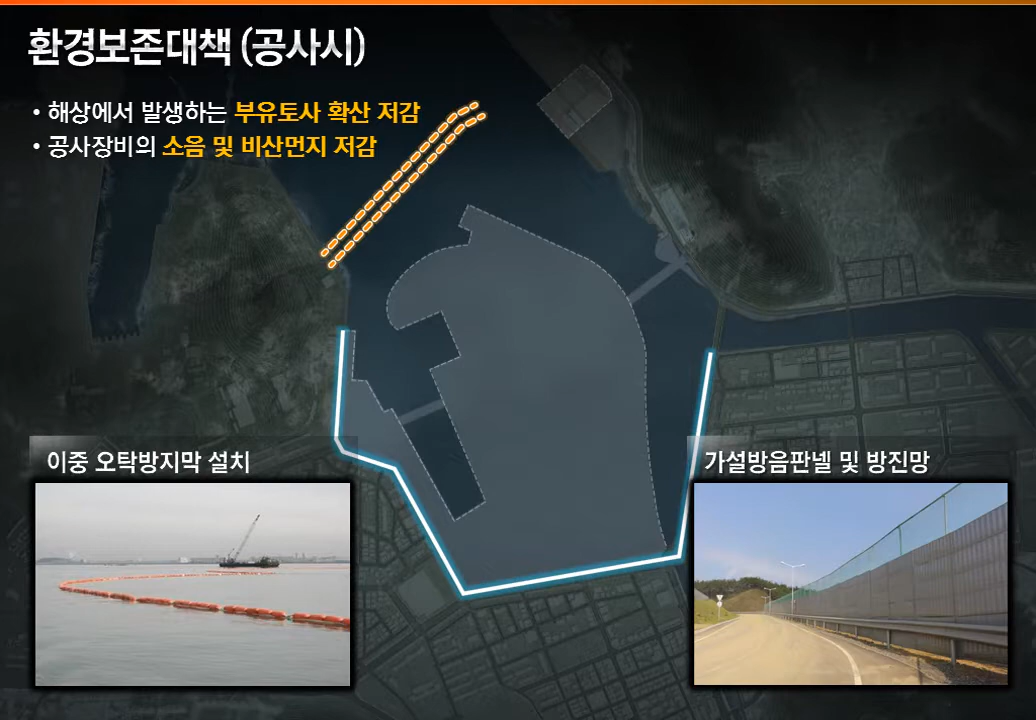 환경보존대책 (공사시)
• 해상에서 발생하는 부유토사 확산 저감
• 공사장비의 소음 및 비산먼지 저감
이중 오탁방지막 설치
가설방음판넬 및 방진망